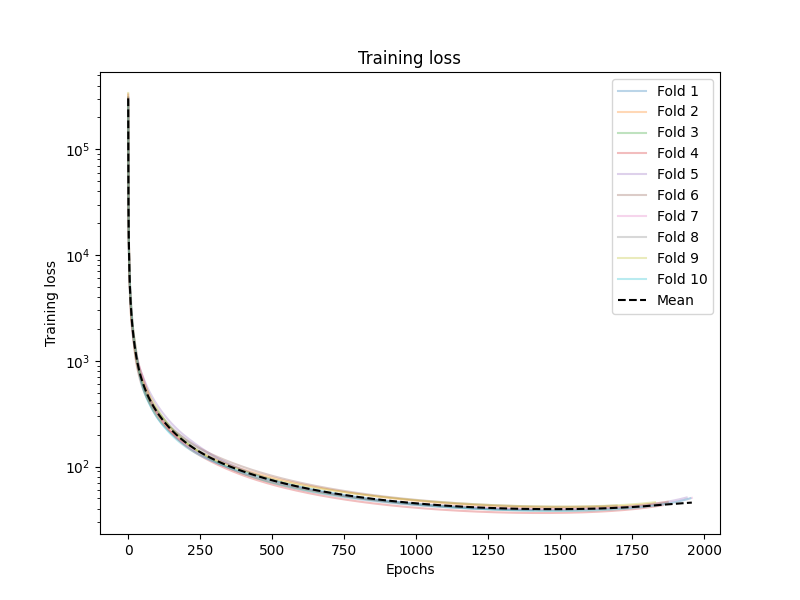 Training loss
Training loss
10^5
10^4
10^3
10^2
0 250 500 750 1000 1250 1500 1750 2000
Epochs
Fold 1
Fold 2
Fold 3
Fold 4
Fold 5
Fold 6
Fold 7
Fold 8
Fold 9
Fold 10
Mean